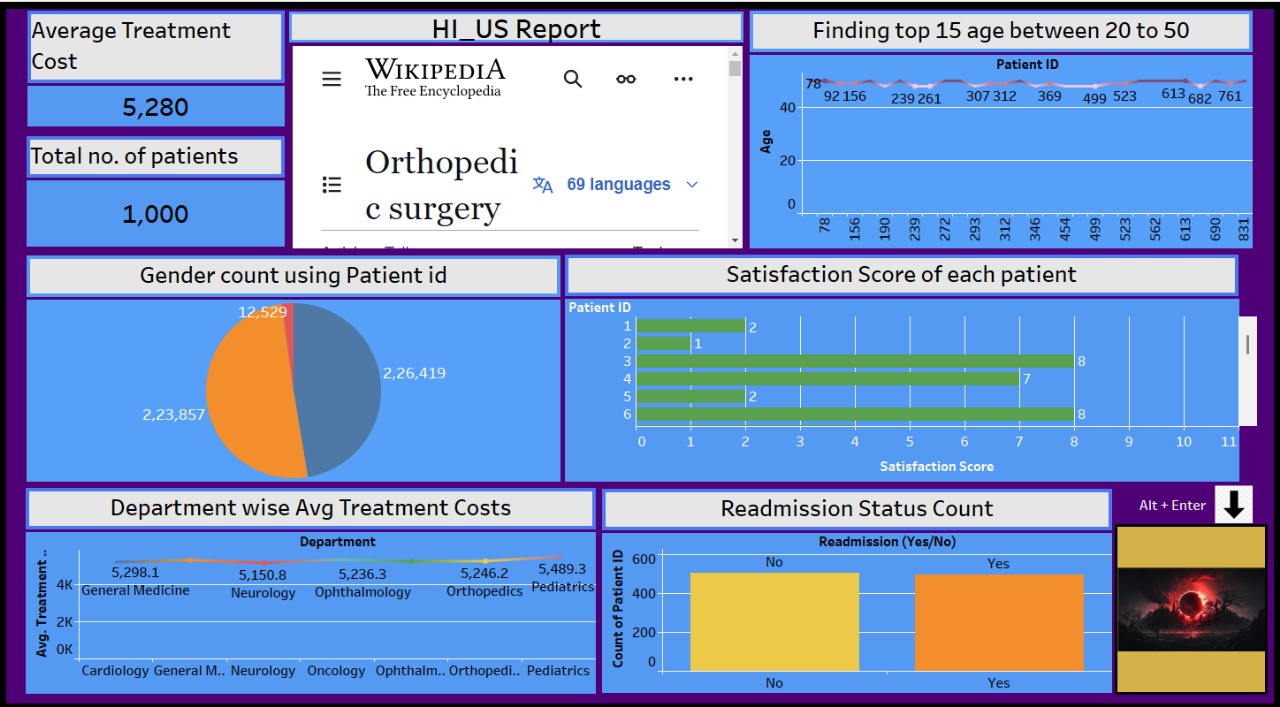 Average Treatment
Cost
5,280
Total no. of patients
1,000
HI_US Report
WIKIPEDIA
The Free Encyclopedia
Orthopedi
c surgery
69 languages
Finding top 15 age between 20 to 50
Patient ID
78
92 156 239 261 307 312 369 499 523 613 682 761
Age
40
20
0
78 156 190 239 272 293 312 346 454 499 523 562 613 690 831
Gender count using Patient id
12,529
2,26,419
2,23,857
Satisfaction Score of each patient
Patient ID
1 2
2 1
3 8
4 7
5 2
6 8
0 1 2 3 4 5 6 7 8 9 10 11
Satisfaction Score
Department wise Avg Treatment Costs
Department
Avg. Treatment ..
4K
2K
0K
5,298.1 5,150.8 5,236.3 5,246.2 5,489.3
General Medicine Neurology Ophthalmology Orthopedics Pediatrics
Cardiology General M.. Neurology Oncology Ophthalm.. Orthopedi.. Pediatrics
Readmission Status Count
Readmission (Yes/No)
Count of Patient ID
600
400
200
0
No Yes
No Yes
Alt + Enter